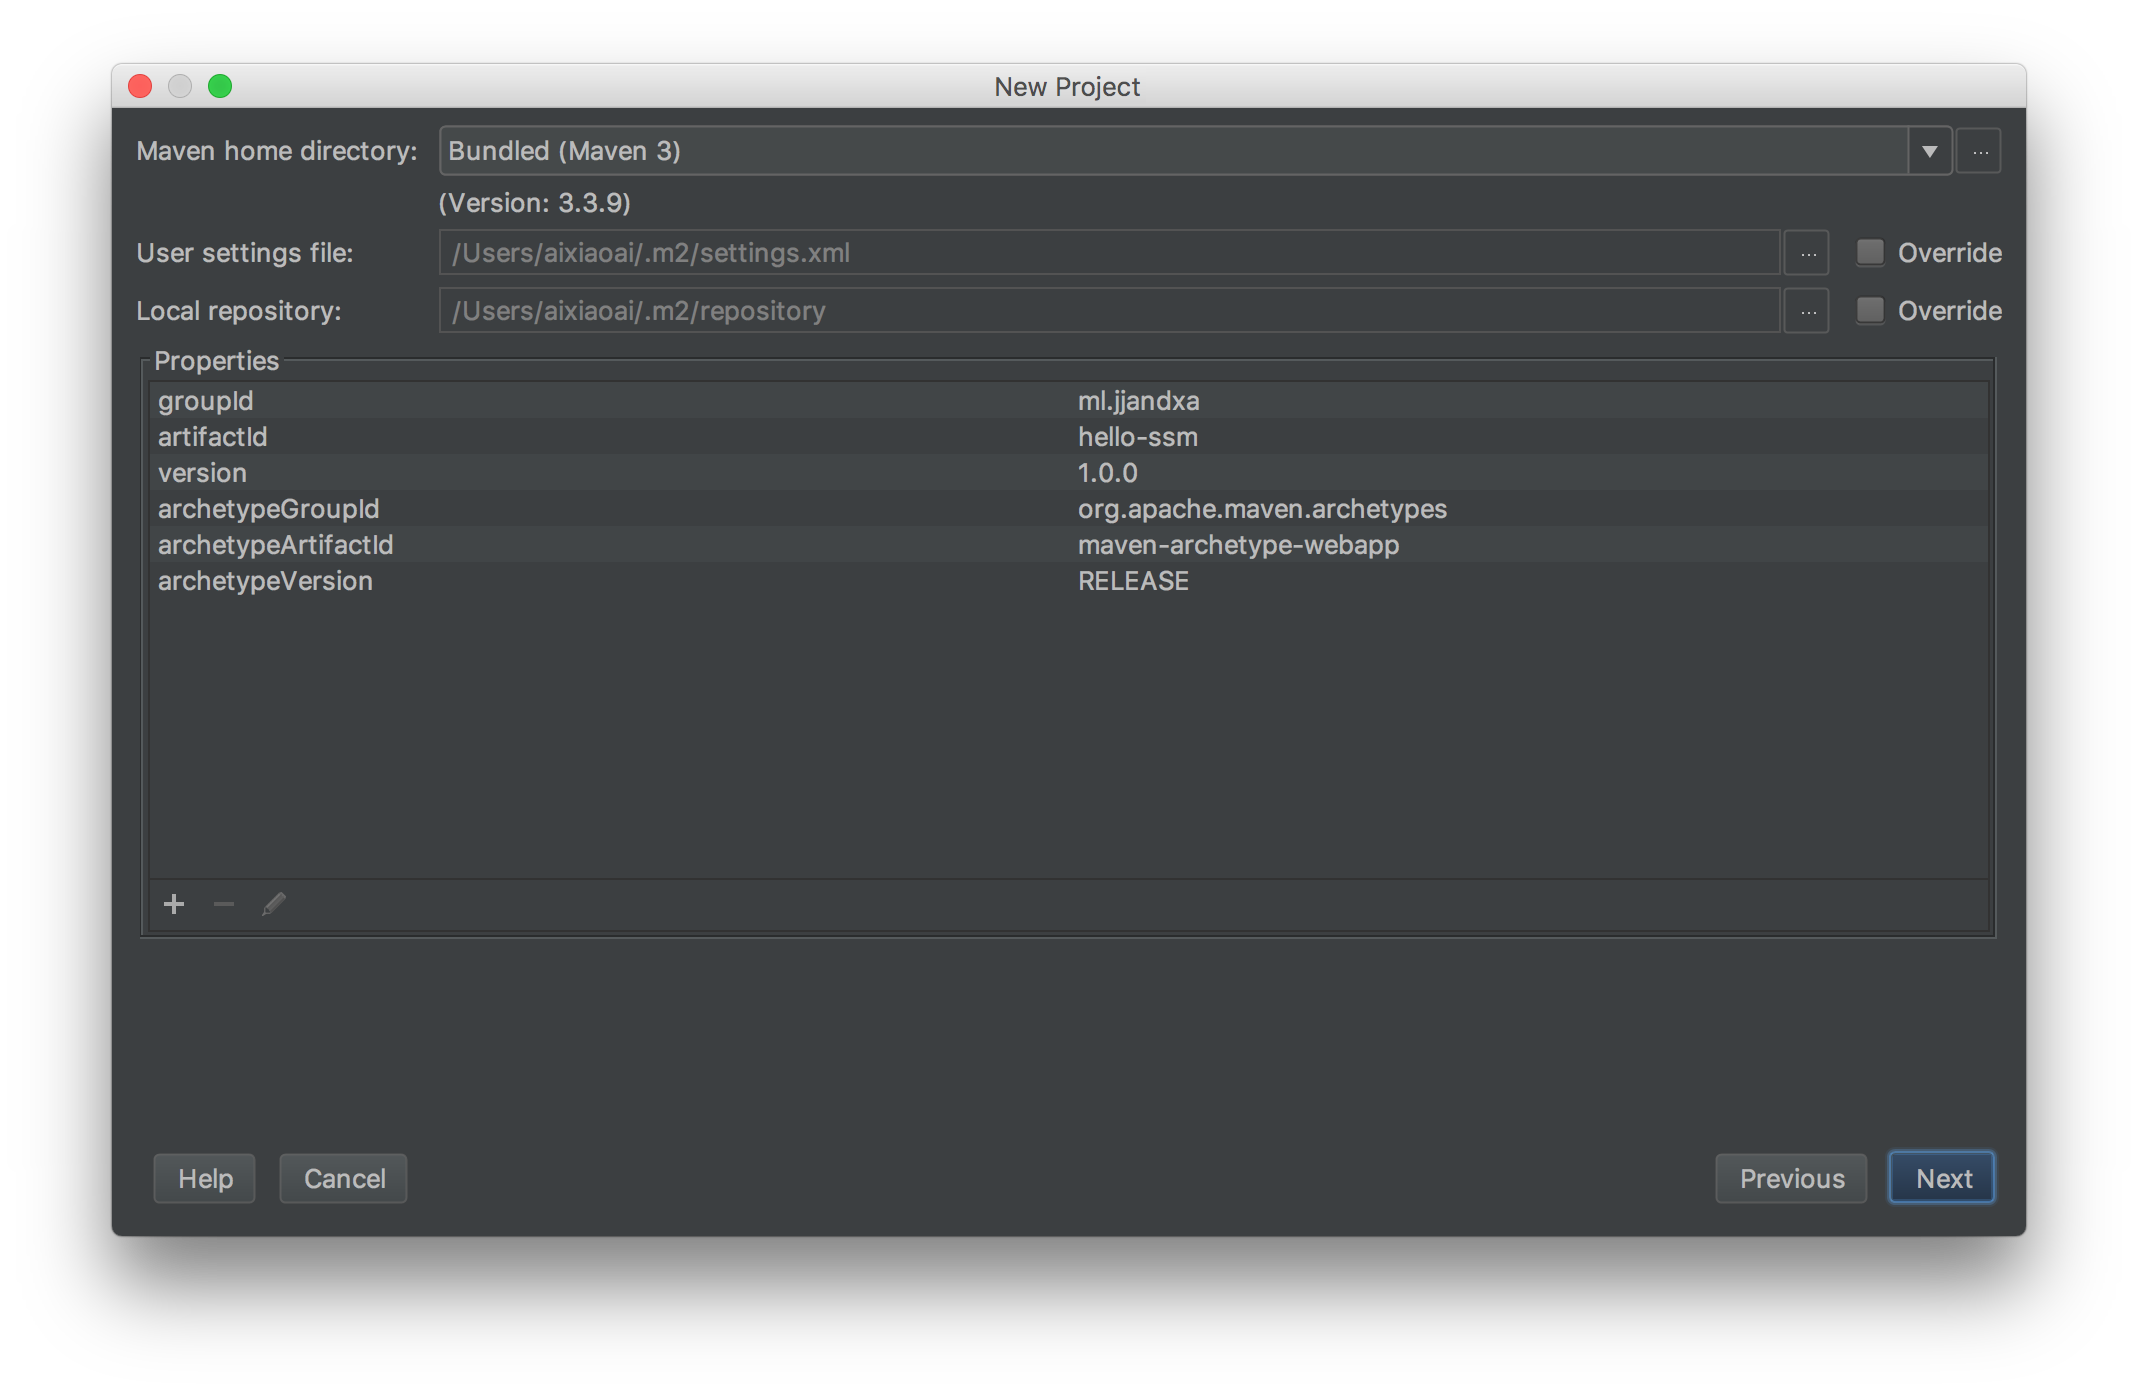 New Project
Maven home directory: Bundled (Maven 3) ...
(Version: 3.3.9)
User settings file: /Users/aixiaoai/.m2/settings.xml ... Override
Local repository: /Users/aixiaoai/.m2/repository ... Override
Properties
groupId ml.jjandxa
artifactId hello-ssm
version 1.0.0
archetypeGroupId org.apache.maven.archetypes
archetypeArtifactId maven-archetype-webapp
archetypeVersion RELEASE
Help Cancel Previous Next